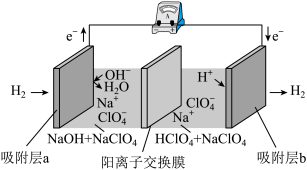 A
e⁻ e⁻
OH⁻ H⁺
H₂ H₂O H₂
Na⁺ ClO₄⁻
ClO₄⁻ Na⁺
NaOH+NaClO₄ HClO₄+NaClO₄
吸附层a 阳离子交换膜 吸附层b